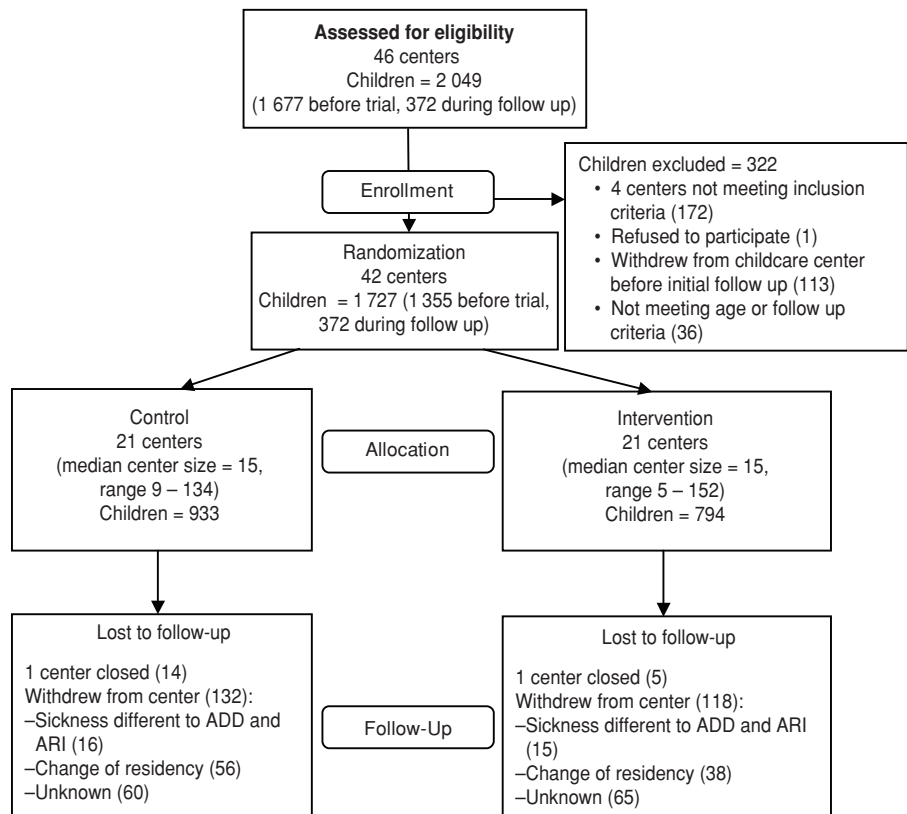 Assessed for eligibility
46 centers
Children = 2 049
(1 677 before trial, 372 during follow up)
Enrollment
Children excluded = 322
• 4 centers not meeting inclusion
criteria (172)
• Refused to participate (1)
• Withdrew from childcare center
before initial follow up (113)
• Not meeting age or follow up
criteria (36)
Randomization
42 centers
Children = 1 727 (1 355 before trial,
372 during follow up)
Control
21 centers
(median center size = 15,
range 9 – 134)
Children = 933
Allocation
Intervention
21 centers
(median center size = 15,
range 5 – 152)
Children = 794
Lost to follow-up
1 center closed (14)
Withdrew from center (132):
–Sickness different to ADD and
ARI (16)
–Change of residency (56)
–Unknown (60)
Follow-Up
Lost to follow-up
1 center closed (5)
Withdrew from center (118):
–Sickness different to ADD and ARI
(15)
–Change of residency (38)
–Unknown (65)